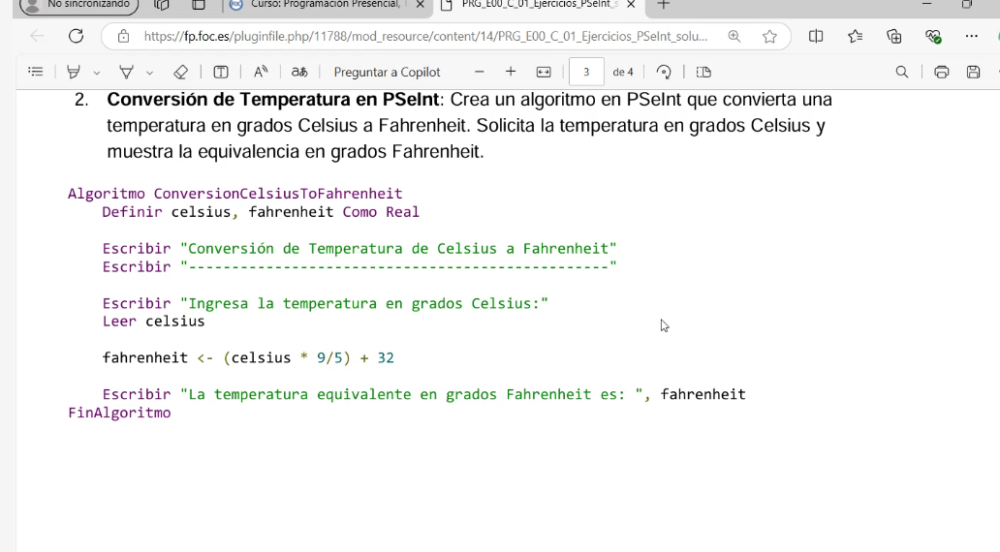 No sincronizando
Curso: Programación Presencial,
PRG_E00_C_01_Ejercicios_PSeInt_s
https://fp.foc.es/pluginfile.php/11788/mod_resource/content/14/PRG_E00_C_01_Ejercicios_PSeInt_solu...
Preguntar a Copilot
3 de 4
2. Conversión de Temperatura en PSeInt: Crea un algoritmo en PSeInt que convierta una
temperatura en grados Celsius a Fahrenheit. Solicita la temperatura en grados Celsius y
muestra la equivalencia en grados Fahrenheit.
Algoritmo ConversionCelsiusToFahrenheit
Definir celsius, fahrenheit Como Real
Escribir "Conversión de Temperatura de Celsius a Fahrenheit"
Escribir "-------------------------------------------------"
Escribir "Ingresa la temperatura en grados Celsius:"
Leer celsius
fahrenheit <- (celsius * 9/5) + 32
Escribir "La temperatura equivalente en grados Fahrenheit es: ", fahrenheit
FinAlgoritmo